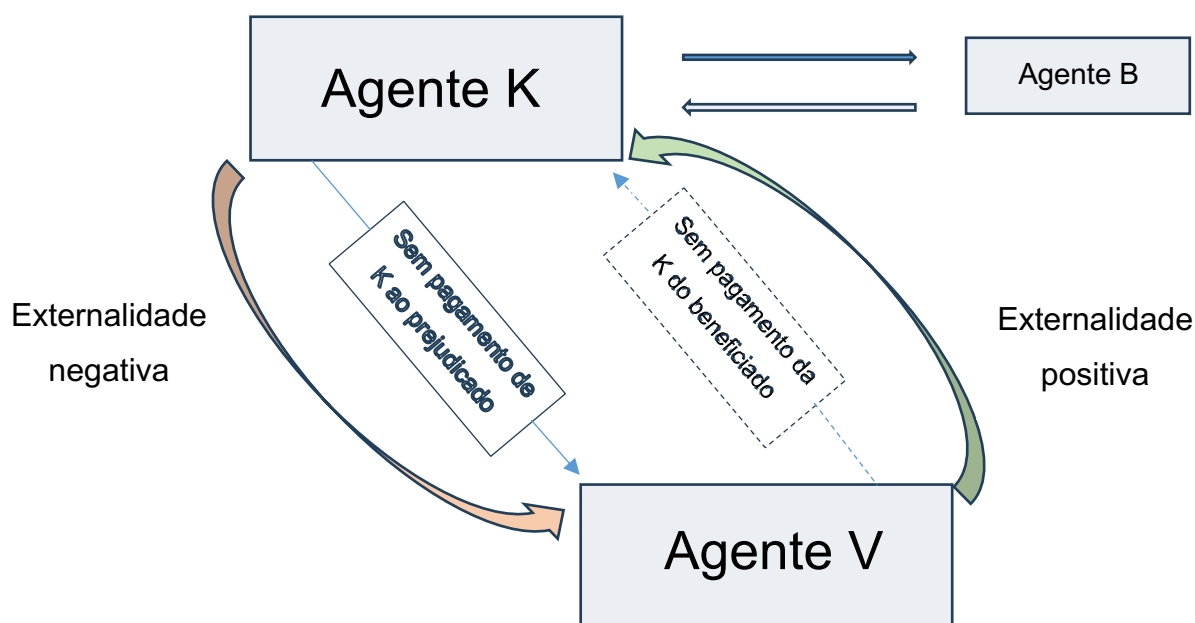 Agente K
Agente B
Sem pagamento de
K ao prejudicado
Sem pagamento da
K do beneficiado
Externalidade
negativa
Externalidade
positiva
Agente V